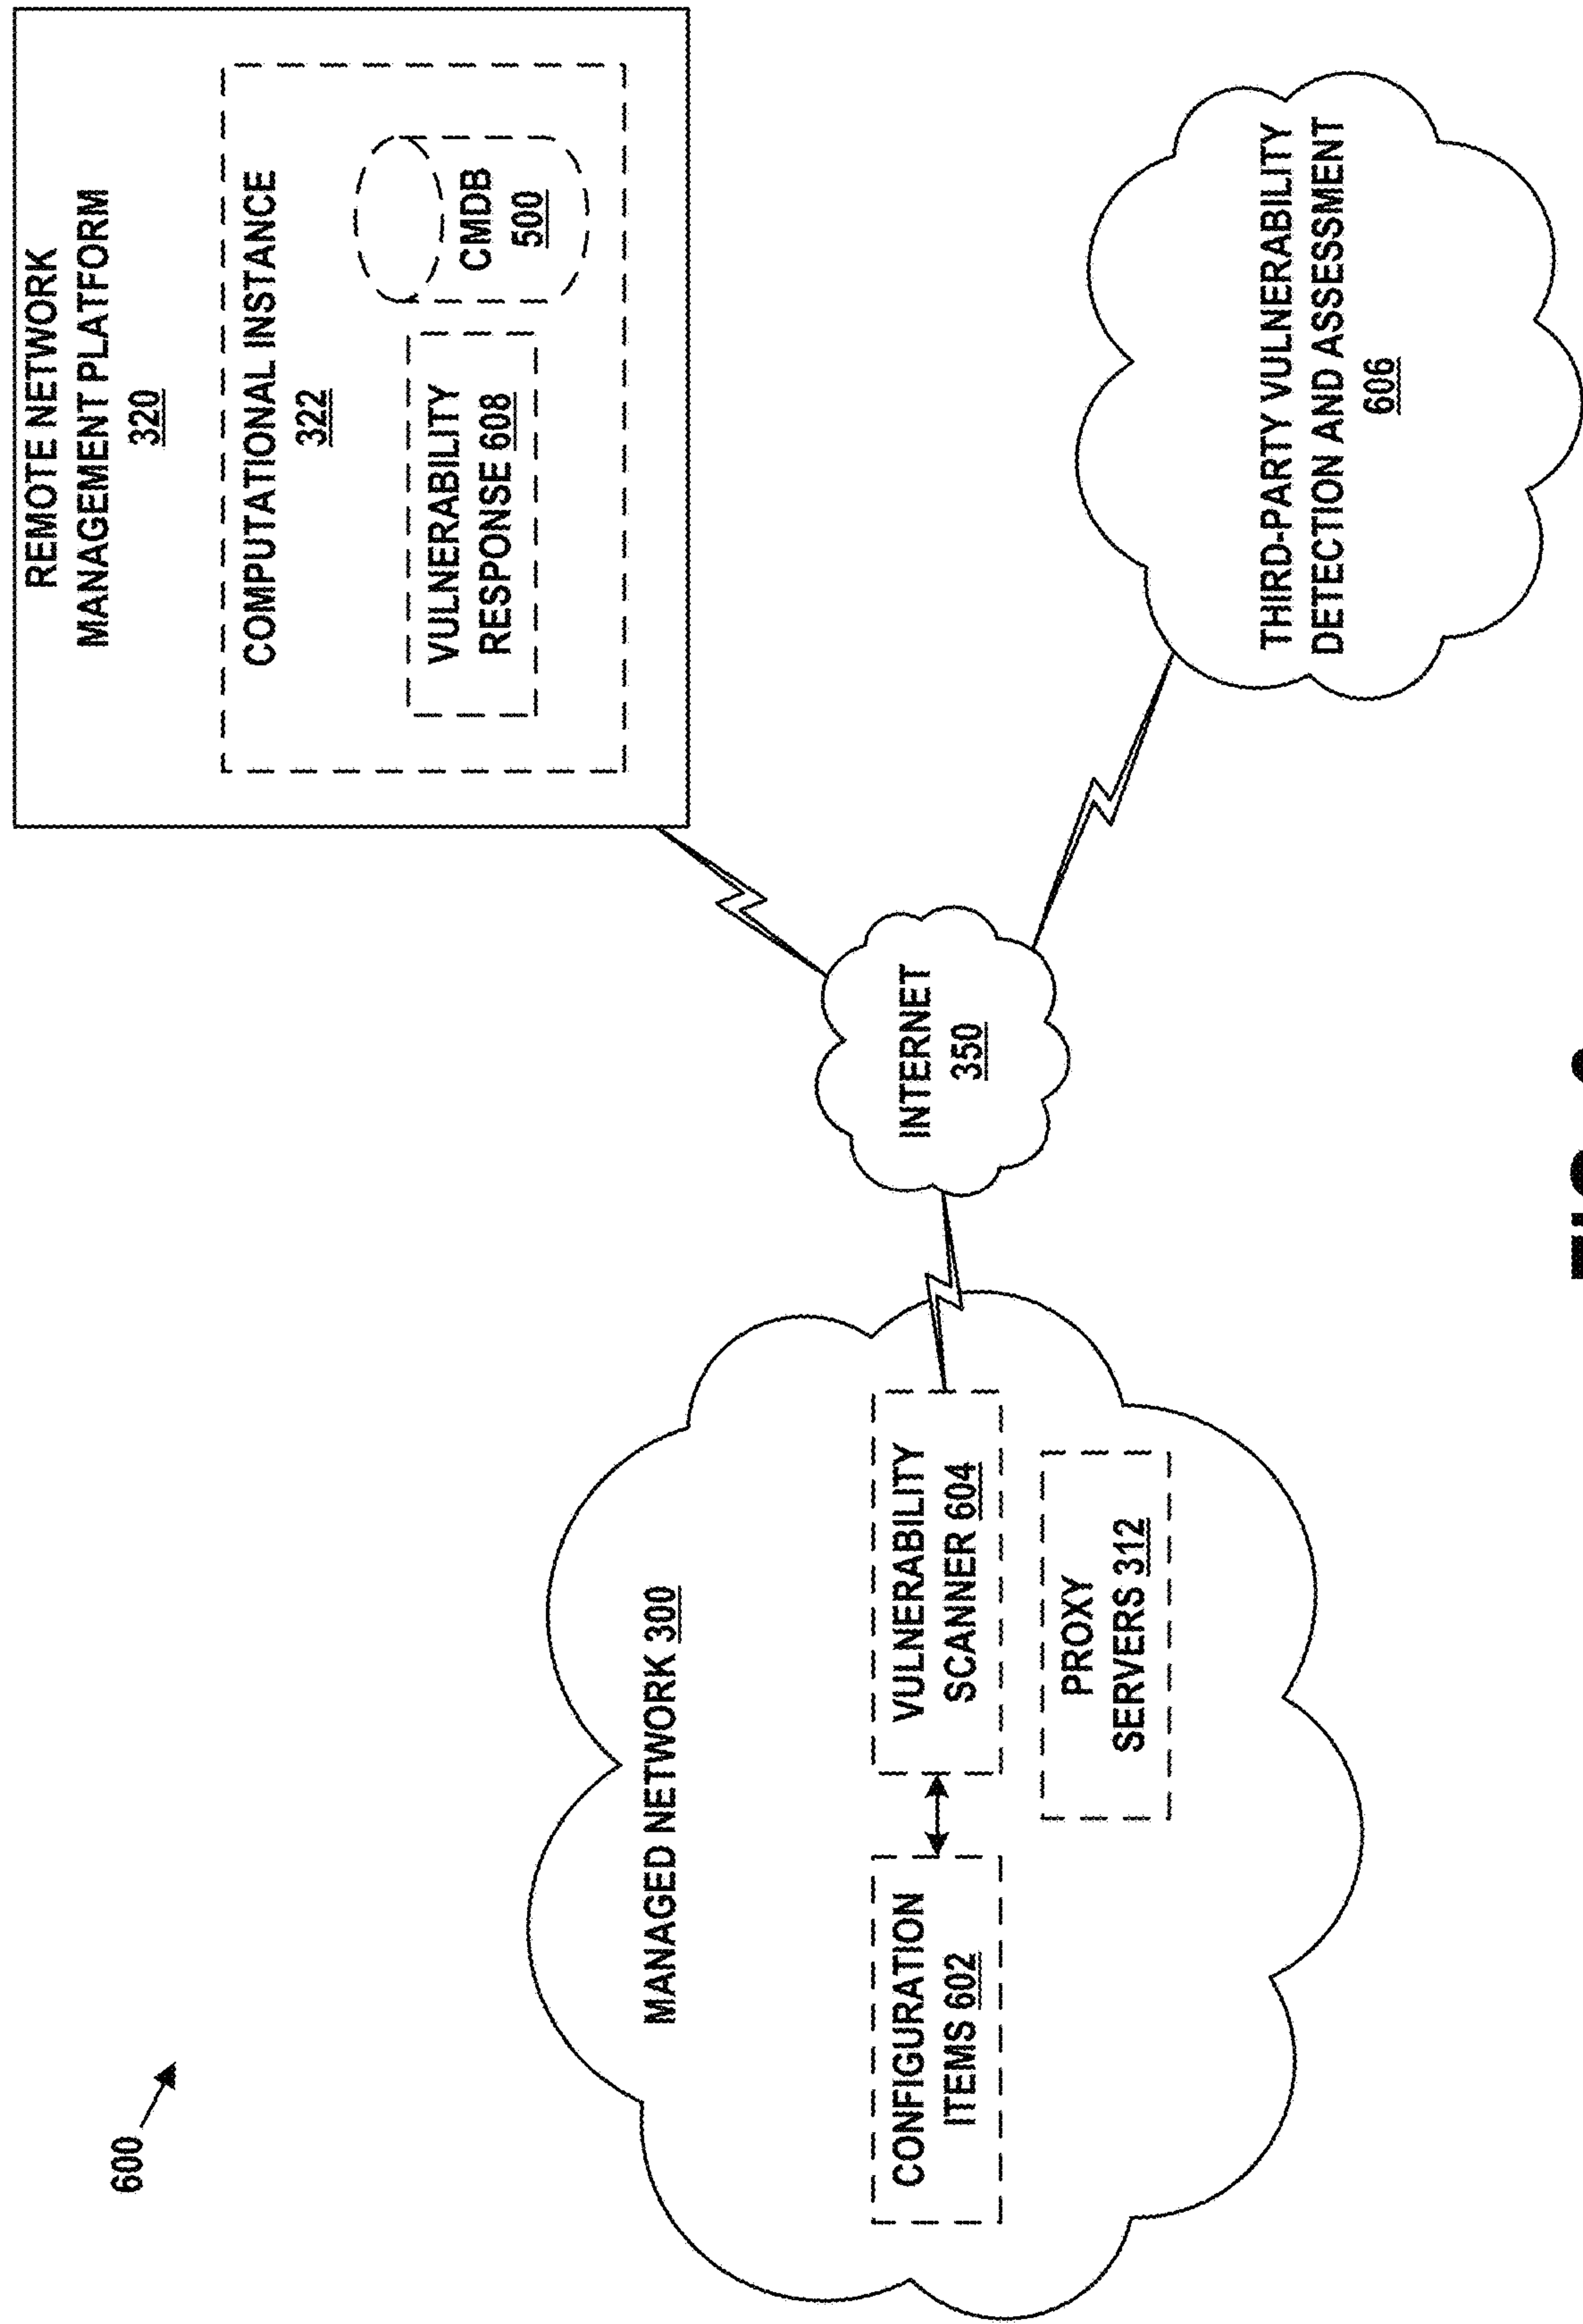 600
MANAGED NETWORK 300
CONFIGURATION
ITEMS 602
VULNERABILITY
SCANNER 604
PROXY
SERVERS 312
INTERNET
350
REMOTE NETWORK
MANAGEMENT PLATFORM
320
COMPUTATIONAL INSTANCE
322
VULNERABILITY
RESPONSE 608
CMDB
500
THIRD-PARTY VULNERABILITY
DETECTION AND ASSESSMENT
606